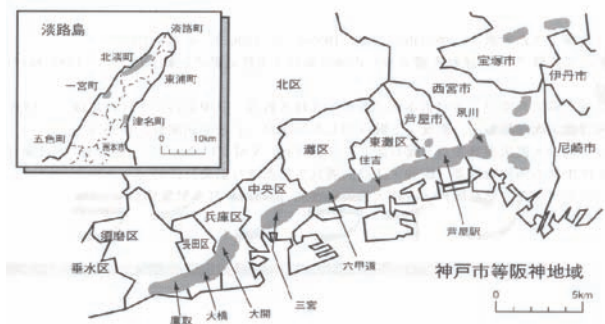 淡路島
淡路町
北淡町
東浦町
一宮町
津名町
五色町
洲本市
0 10km
宝塚市
伊丹市
北区
西宮市
芦屋市
夙川
尼崎市
東灘区
灘区
住吉
中央区
兵庫区
長田区
須磨区
垂水区
芦屋駅
六甲道
三宮
大開
大橋
鷹取
神戸市等阪神地域
0 5km